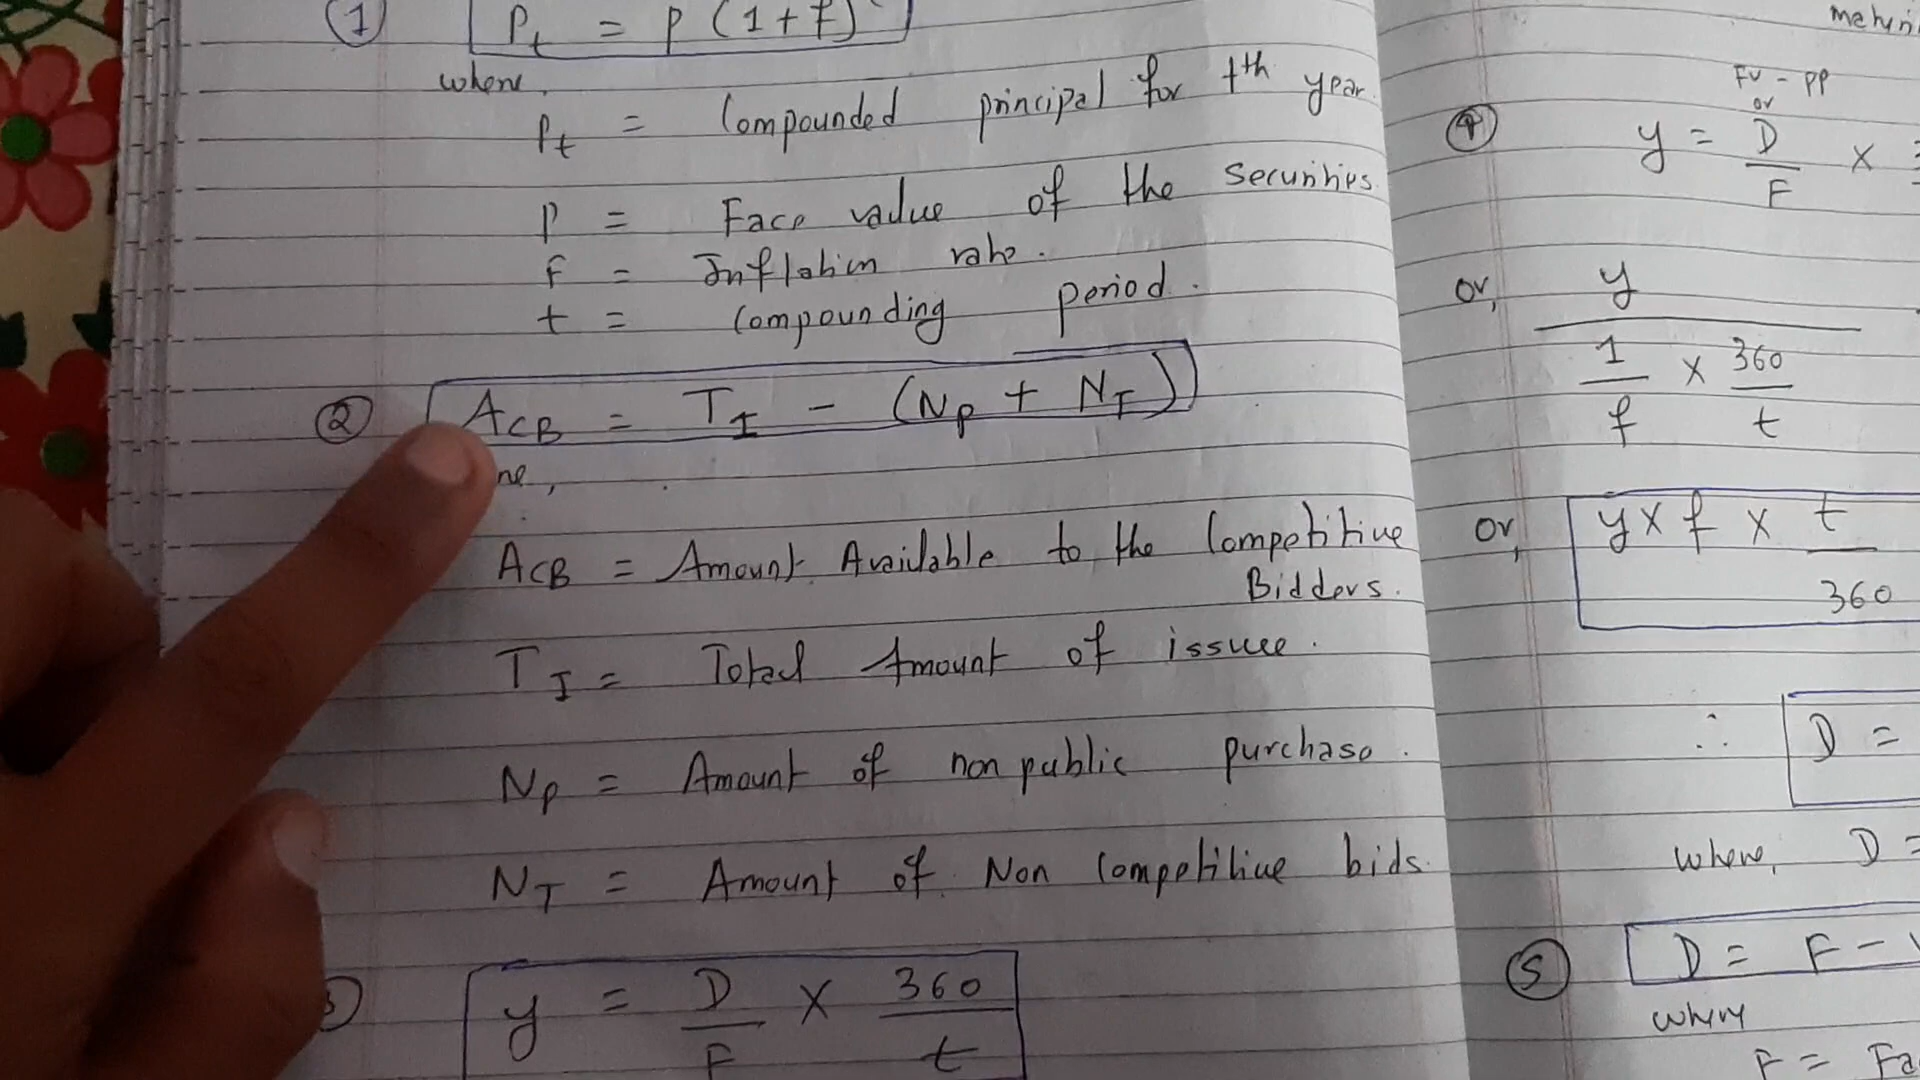 ① Pt = P (1+f)
where,
Pt = Compounded principal for tth year.
P = Face value of the securities
F = Inflation rate.
t = Compounding period.
② ACB = TI - (NP + NT)
ACB = Amount Available to the Competitive
Bidders.
TI = Total Amount of issue.
NP = Amount of non public purchase.
NT = Amount of Non Competitive bids.
y = D/F × 360/t
FV - PP
or
④ y = D/F ×
or, y
1/f × 360/t
or, y × f × t/360
∴ D =
where, D =
⑤ D = F -
where
F = Fa